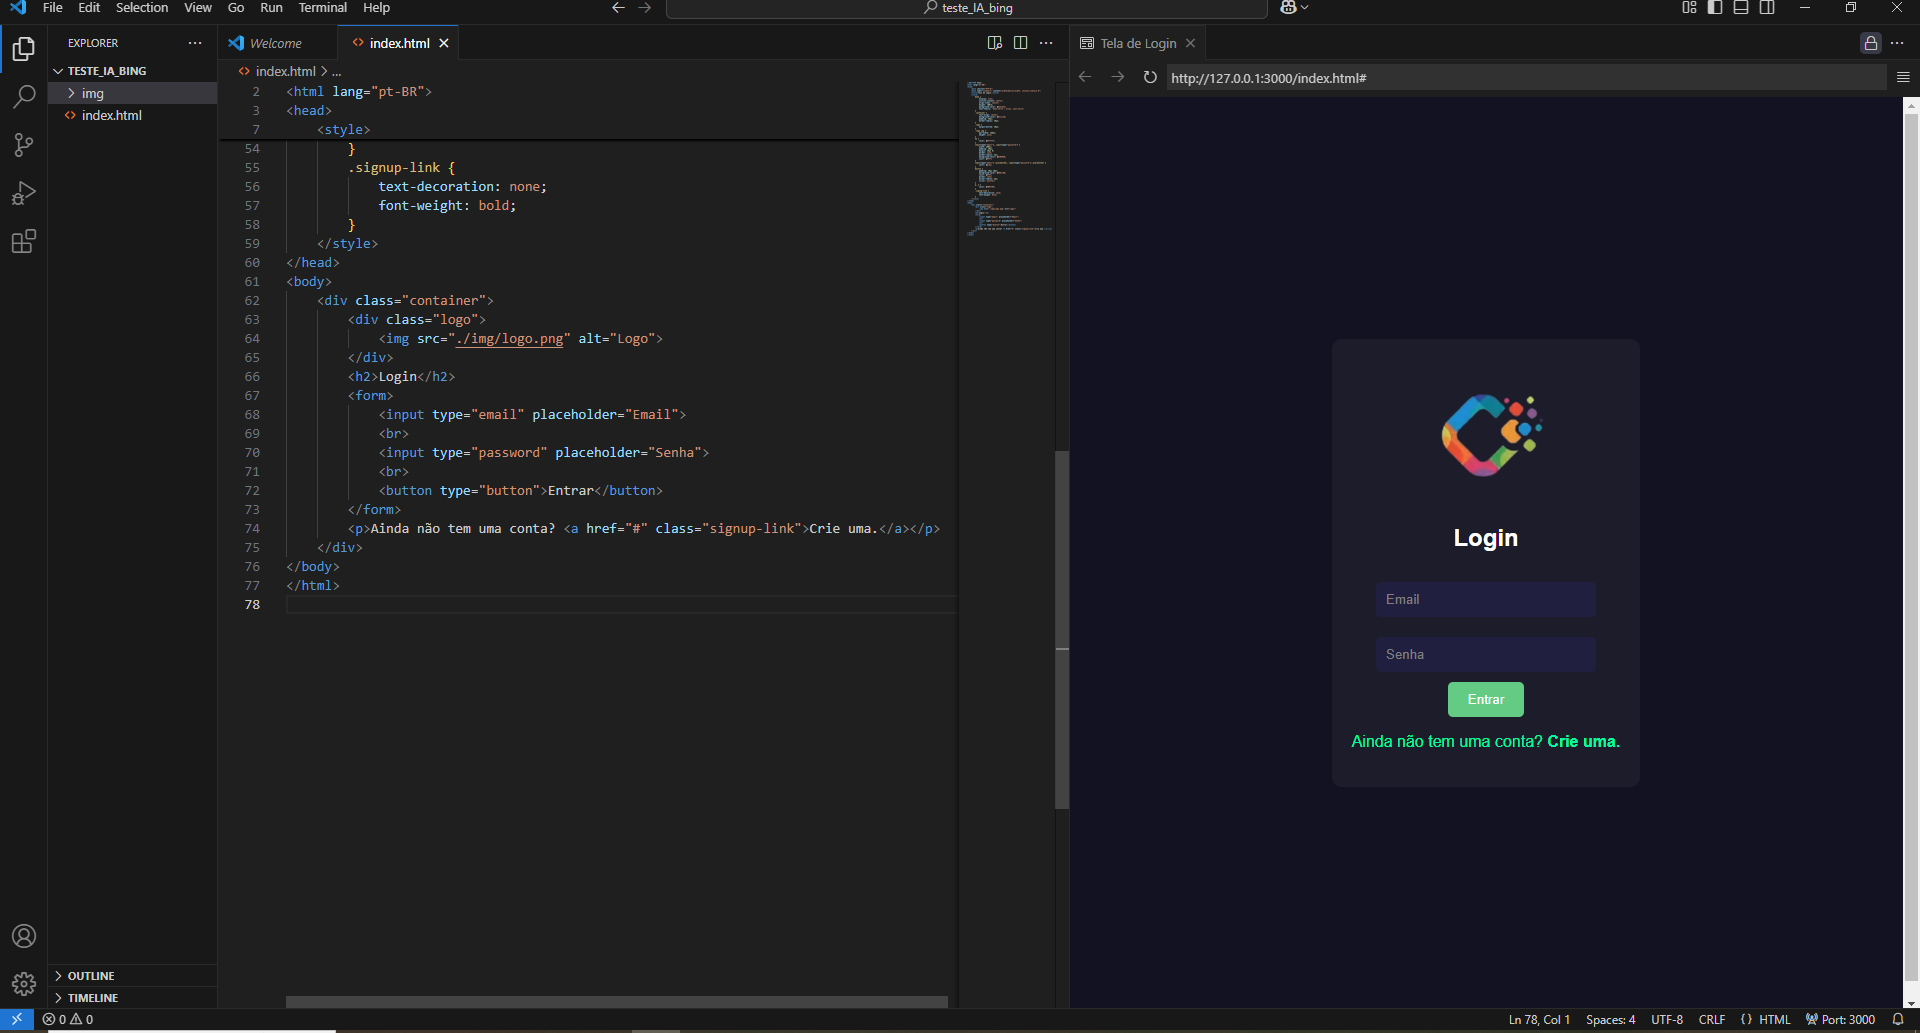 File Edit Selection View Go Run Terminal Help
teste_IA_bing
EXPLORER
TESTE_IA_BING
img
index.html
Welcome
index.html
index.html > ...
2 <html lang="pt-BR">
3 <head>
7 <style>
54 }
55 .signup-link {
56 text-decoration: none;
57 font-weight: bold;
58 }
59 </style>
60 </head>
61 <body>
62 <div class="container">
63 <div class="logo">
64 <img src="./img/logo.png" alt="Logo">
65 </div>
66 <h2>Login</h2>
67 <form>
68 <input type="email" placeholder="Email">
69 <br>
70 <input type="password" placeholder="Senha">
71 <br>
72 <button type="button">Entrar</button>
73 </form>
74 <p>Ainda não tem uma conta? <a href="#" class="signup-link">Crie uma.</a></p>
75 </div>
76 </body>
77 </html>
78
Tela de Login
http://127.0.0.1:3000/index.html#
Login
Email
Senha
Entrar
Ainda não tem uma conta? Crie uma.
OUTLINE
TIMELINE
0 0
Ln 78, Col 1 Spaces: 4 UTF-8 CRLF {} HTML Port: 3000